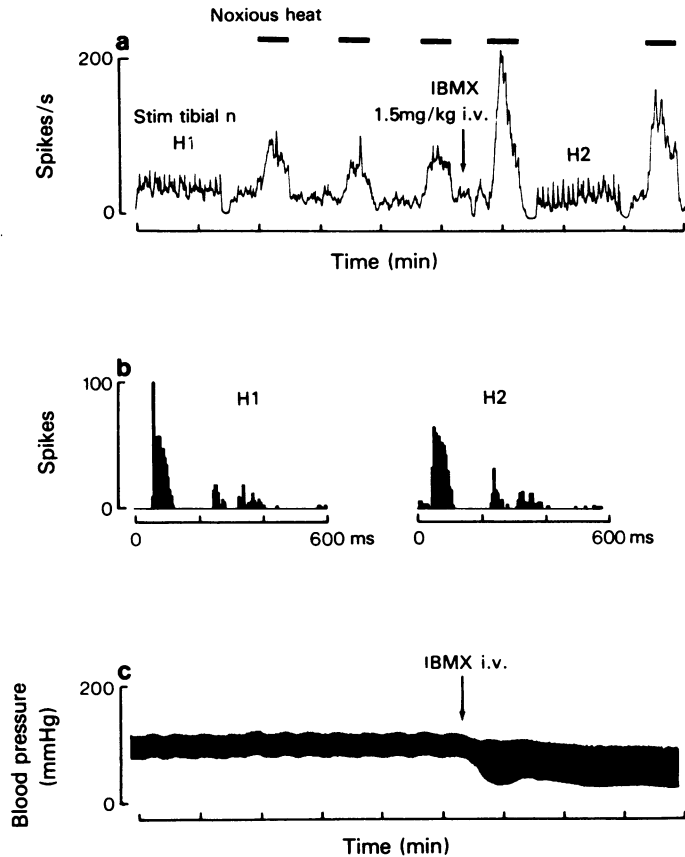 Noxious heat
a
200
IBMX
1.5mg/kg i.v.
Stim tibial n
H1
H2
Spikes/s
0
Time (min)
b
100
H1
H2
Spikes
0
0
600 ms
0
600 ms
IBMX i.v.
c
200
Blood pressure
(mmHg)
0
Time (min)